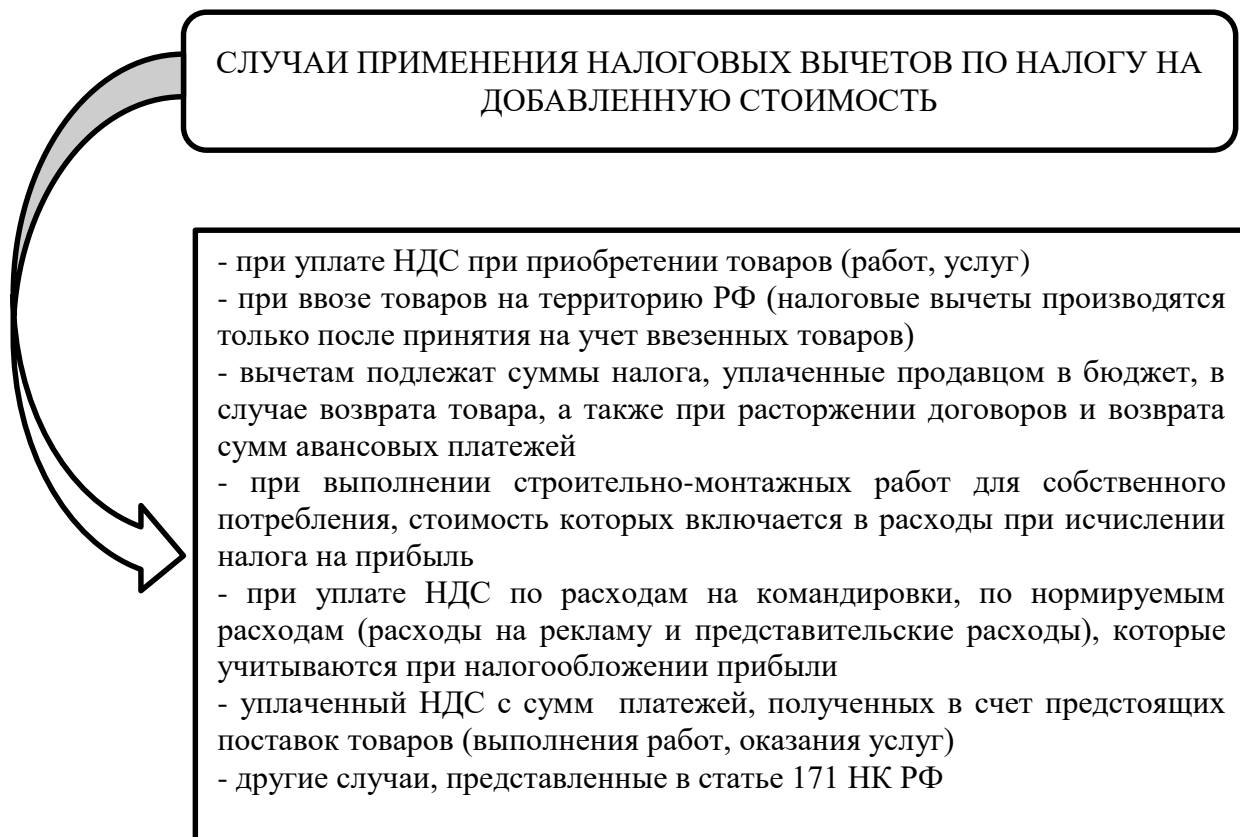 СЛУЧАИ ПРИМЕНЕНИЯ НАЛОГОВЫХ ВЫЧЕТОВ ПО НАЛОГУ НА
ДОБАВЛЕННУЮ СТОИМОСТЬ
- при уплате НДС при приобретении товаров (работ, услуг)
- при ввозе товаров на территорию РФ (налоговые вычеты производятся
только после принятия на учет ввезенных товаров)
- вычетам подлежат суммы налога, уплаченные продавцом в бюджет, в
случае возврата товара, а также при расторжении договоров и возврата
сумм авансовых платежей
- при выполнении строительно-монтажных работ для собственного
потребления, стоимость которых включается в расходы при исчислении
налога на прибыль
- при уплате НДС по расходам на командировки, по нормируемым
расходам (расходы на рекламу и представительские расходы), которые
учитываются при налогообложении прибыли
- уплаченный НДС с сумм платежей, полученных в счет предстоящих
поставок товаров (выполнения работ, оказания услуг)
- другие случаи, представленные в статье 171 НК РФ